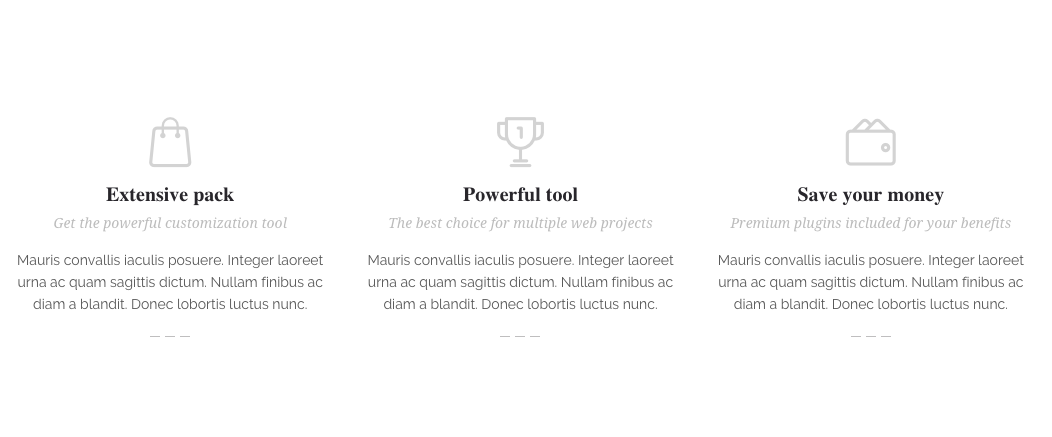 1
Extensive pack
Get the powerful customization tool
Mauris convallis iaculis posuere. Integer laoreet
urna ac quam sagittis dictum. Nullam finibus ac
diam a blandit. Donec lobortis luctus nunc.
Powerful tool
The best choice for multiple web projects
Mauris convallis iaculis posuere. Integer laoreet
urna ac quam sagittis dictum. Nullam finibus ac
diam a blandit. Donec lobortis luctus nunc.
Save your money
Premium plugins included for your benefits
Mauris convallis iaculis posuere. Integer laoreet
urna ac quam sagittis dictum. Nullam finibus ac
diam a blandit. Donec lobortis luctus nunc.